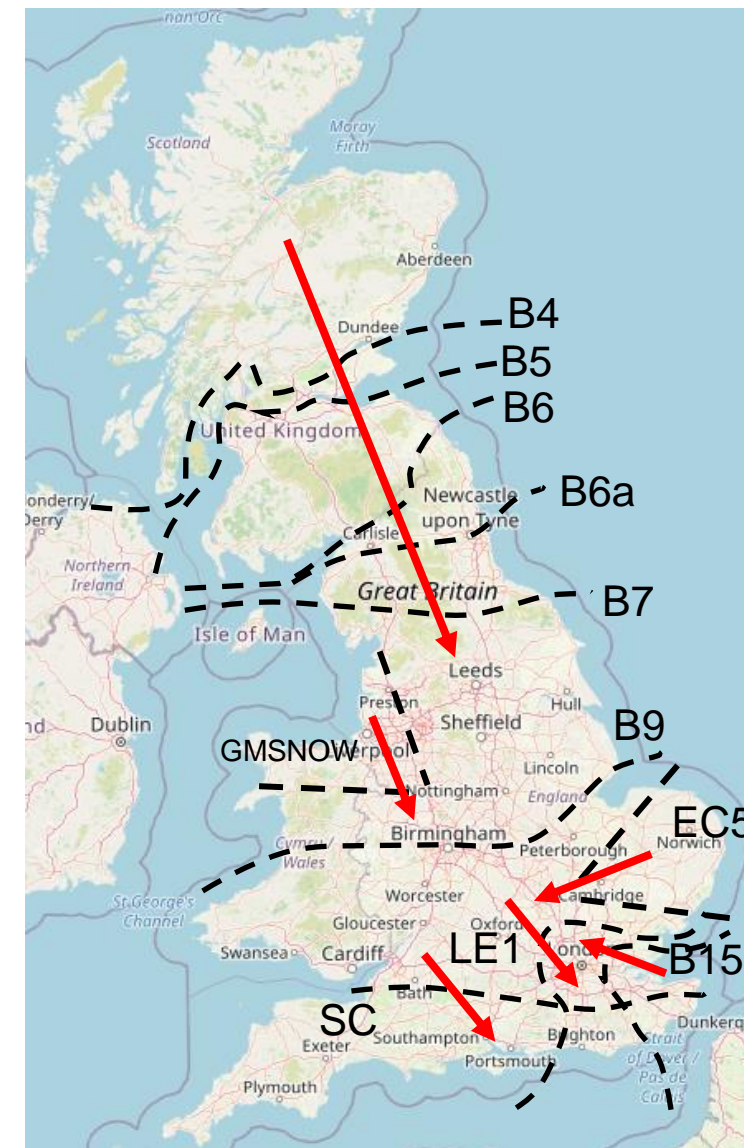 nan Orc
Moray
Firth
Scotland
Aberdeen
Dundee
B4
B5
B6
United Kingdom
onderry/
Derry
Newcastle
upon Tyne
B6a
Carlisle
Northern
Ireland
Great Britain
B7
Isle of Man
Leeds
Preston
Hull
nd
Dublin
Sheffield
B9
GMSNOW
Liverpool
Lincoln
Nottingham
England
EC5
Birmingham
Norwich
Cymru /
Wales
Peterborough
St George's
Channel
Worcester
Cambridge
Gloucester
Oxford
Swansea
Cardiff
LE1
London
B15
Bath
SC
Dunkerq
Exeter
Southampton
Brighton
Strait
of Dover /
Pas de
Calais
Portsmouth
Plymouth